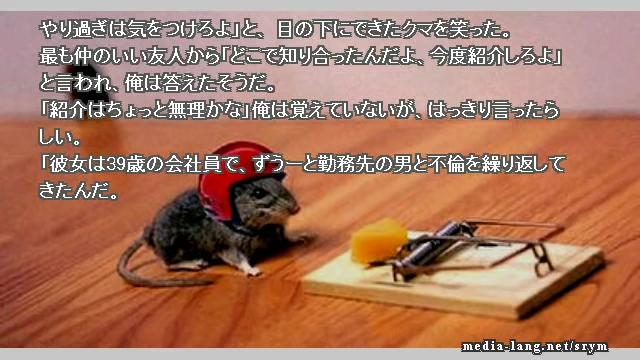 やり過ぎは気をつけろよ」と、目の下にできたクマを笑った。
最も仲のいい友人から「どこで知り合ったんだよ、今度紹介しろよ」
と言われ、俺は答えたそうだ。
「紹介はちょっと無理かな」俺は覚えていないが、はっきり言ったら
しい。
「彼女は39歳の会社員で、ずうーと勤務先の男と不倫を繰り返して
きたんだ。
media-lang.net/srym